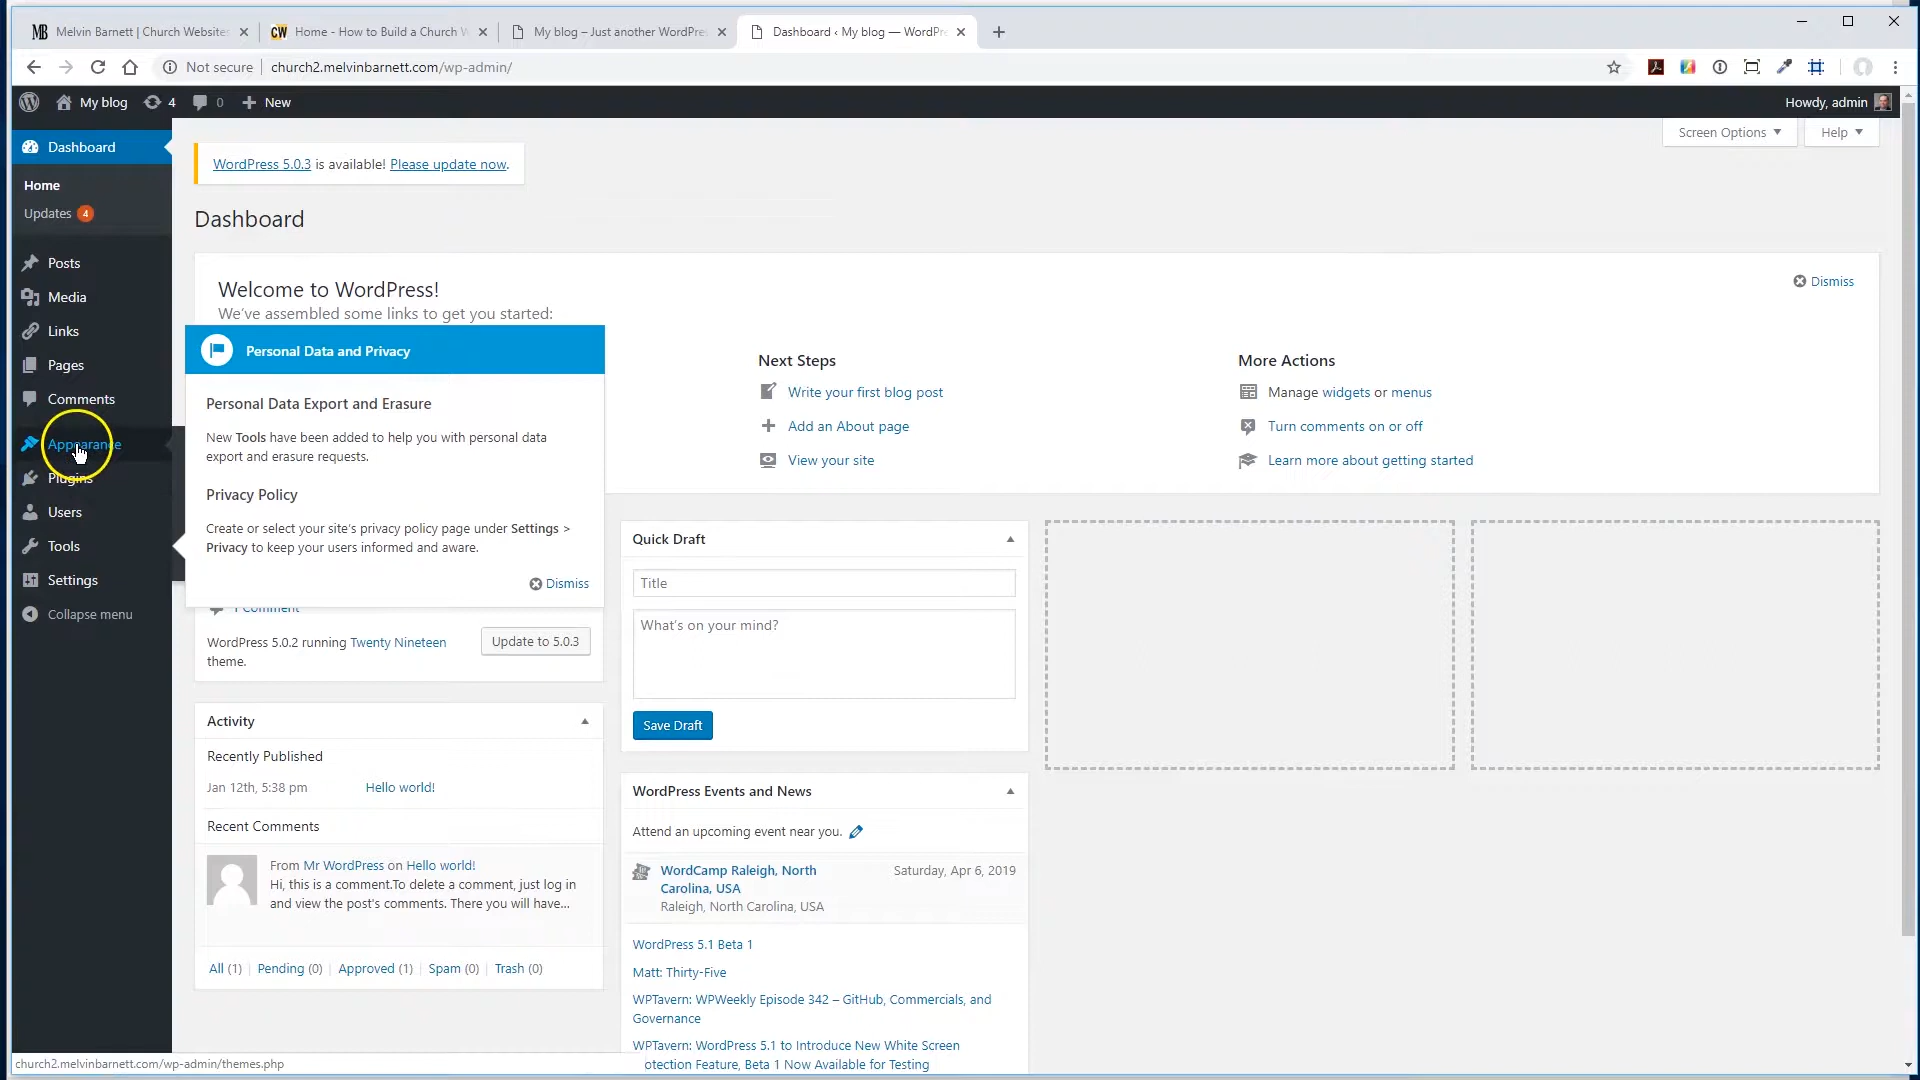 Melvin Barnett | Church Website
Home - How to Build a Church W
My blog – Just another WordPre
Dashboard ‹ My blog — WordPr
Not secure
church2.melvinbarnett.com/wp-admin/
My blog
4
0
New
Howdy, admin
Dashboard
Home
Updates 4
Posts
Media
Links
Pages
Comments
Appearance
Plugins
Users
Tools
Settings
Collapse menu
Screen Options
Help
WordPress 5.0.3 is available! Please update now.
Dashboard
Welcome to WordPress!
We've assembled some links to get you started:
Dismiss
Personal Data and Privacy
Personal Data Export and Erasure
New Tools have been added to help you with personal data
export and erasure requests.
Privacy Policy
Create or select your site's privacy policy page under Settings >
Privacy to keep your users informed and aware.
Dismiss
Next Steps
Write your first blog post
Add an About page
View your site
More Actions
Manage widgets or menus
Turn comments on or off
Learn more about getting started
1 Comment
WordPress 5.0.2 running Twenty Nineteen
theme.
Update to 5.0.3
Activity
Recently Published
Jan 12th, 5:38 pm Hello world!
Recent Comments
From Mr WordPress on Hello world!
Hi, this is a comment.To delete a comment, just log in
and view the post's comments. There you will have...
All (1) | Pending (0) | Approved (1) | Spam (0) | Trash (0)
Quick Draft
Title
What's on your mind?
Save Draft
WordPress Events and News
Attend an upcoming event near you.
WordCamp Raleigh, North
Carolina, USA
Saturday, Apr 6, 2019
Raleigh, North Carolina, USA
WordPress 5.1 Beta 1
Matt: Thirty-Five
WPTavern: WPWeekly Episode 342 – GitHub, Commercials, and
Governance
WPTavern: WordPress 5.1 to Introduce New White Screen
otection Feature, Beta 1 Now Available for Testing
church2.melvinbarnett.com/wp-admin/themes.php